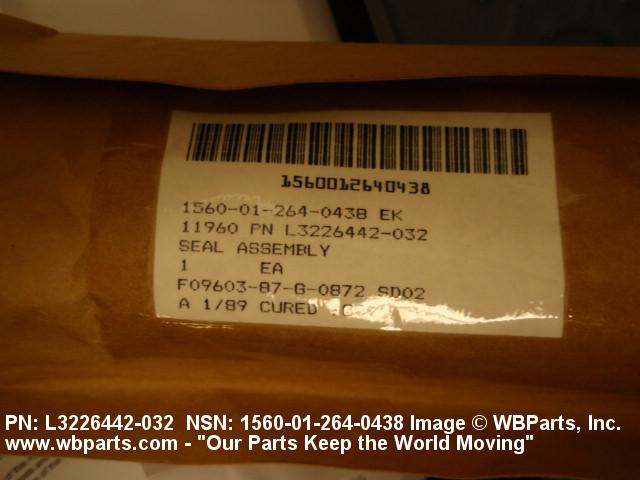 1560012640438
1560-01-264-0438 EK
11960 PN L3226442-032
SEAL ASSEMBLY
1 EA
F09603-87-G-0872 SD02
A 1/89 CURED
PN: L3226442-032 NSN: 1560-01-264-0438 Image © WBParts, Inc.
www.wbparts.com - "Our Parts Keep the World Moving"